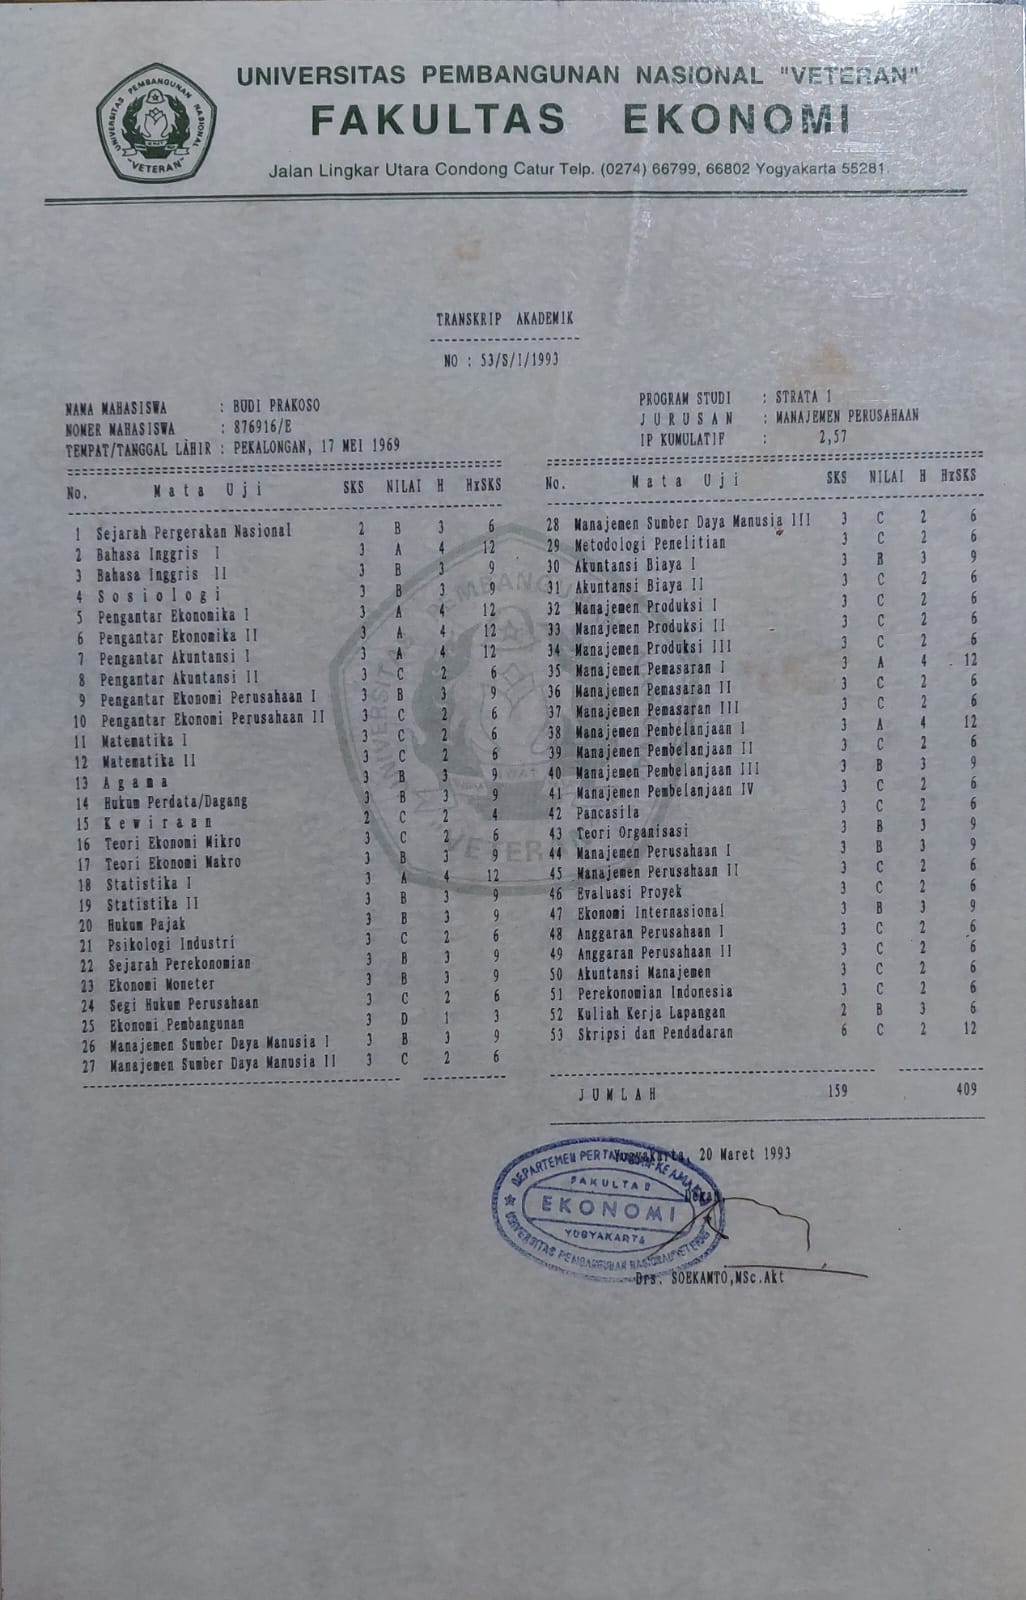 UNIVERSITAS PEMBANGUNAN NASIONAL "VETERAN"
FAKULTAS EKONOMI
Jalan Lingkar Utara Condong Catur Telp. (0274) 66799, 66802 Yogyakarta 55281
UNIVERSITAS PEMBANGUNAN NASIONAL
"VETERAN"
TRANSKRIP AKADEMIK
NO : 53/S/I/1993
NAMA MAHASISWA : BUDI PRAKOSO
NOMER MAHASISWA : 876916/E
TEMPAT/TANGGAL LAHIR : PEKALONGAN, 17 MEI 1969
PROGRAM STUDI : STRATA 1
J U R U S A N : MANAJEMEN PERUSAHAAN
IP KUMULATIF : 2,57
No. M a t a U j i SKS NILAI H HxSKS
1 Sejarah Pergerakan Nasional 2 B 3 6
2 Bahasa Inggris I 3 A 4 12
3 Bahasa Inggris II 3 B 3 9
4 S o s i o l o g i 3 B 3 9
5 Pengantar Ekonomika I 3 A 4 12
6 Pengantar Ekonomika II 3 A 4 12
7 Pengantar Akuntansi I 3 A 4 12
8 Pengantar Akuntansi II 3 C 2 6
9 Pengantar Ekonomi Perusahaan I 3 B 3 9
10 Pengantar Ekonomi Perusahaan II 3 C 2 6
11 Matematika I 3 C 2 6
12 Matematika II 3 C 2 6
13 A g a m a 3 B 3 9
14 Hukum Perdata/Dagang 3 B 3 9
15 K e w i r a a n 2 C 2 4
16 Teori Ekonomi Mikro 3 C 2 6
17 Teori Ekonomi Makro 3 B 3 9
18 Statistika I 3 A 4 12
19 Statistika II 3 B 3 9
20 Hukum Pajak 3 B 3 9
21 Psikologi Industri 3 C 2 6
22 Sejarah Perekonomian 3 B 3 9
23 Ekonomi Moneter 3 B 3 9
24 Segi Hukum Perusahaan 3 C 2 6
25 Ekonomi Pembangunan 3 D 1 3
26 Manajemen Sumber Daya Manusia I 3 B 3 9
27 Manajemen Sumber Daya Manusia II 3 C 2 6
No. M a t a U j i SKS NILAI H HxSKS
28 Manajemen Sumber Daya Manusia III 3 C 2 6
29 Metodologi Penelitian 3 C 2 6
30 Akuntansi Biaya I 3 B 3 9
31 Akuntansi Biaya II 3 C 2 6
32 Manajemen Produksi I 3 C 2 6
33 Manajemen Produksi II 3 C 2 6
34 Manajemen Produksi III 3 C 2 6
35 Manajemen Pemasaran I 3 A 4 12
36 Manajemen Pemasaran II 3 C 2 6
37 Manajemen Pemasaran III 3 C 2 6
38 Manajemen Pembelanjaan I 3 A 4 12
39 Manajemen Pembelanjaan II 3 C 2 6
40 Manajemen Pembelanjaan III 3 B 3 9
41 Manajemen Pembelanjaan IV 3 C 2 6
42 Pancasila 3 C 2 6
43 Teori Organisasi 3 B 3 9
44 Manajemen Perusahaan I 3 B 3 9
45 Manajemen Perusahaan II 3 C 2 6
46 Evaluasi Proyek 3 C 2 6
47 Ekonomi Internasional 3 B 3 9
48 Anggaran Perusahaan I 3 C 2 6
49 Anggaran Perusahaan II 3 C 2 6
50 Akuntansi Manajemen 3 C 2 6
51 Perekonomian Indonesia 3 C 2 6
52 Kuliah Kerja Lapangan 2 B 3 6
53 Skripsi dan Pendadaran 6 C 2 12
J U M L A H 159 409
Yogyakarta, 20 Maret 1993
Dekan
DEPARTEMEN PERTAHANAN KEAMANAN
FAKULTAS
EKONOMI
YOGYAKARTA
UNIVERSITAS PEMBANGUNAN NASIONAL "VETERAN"
Drs. SOEKAMTO,MSc.Akt